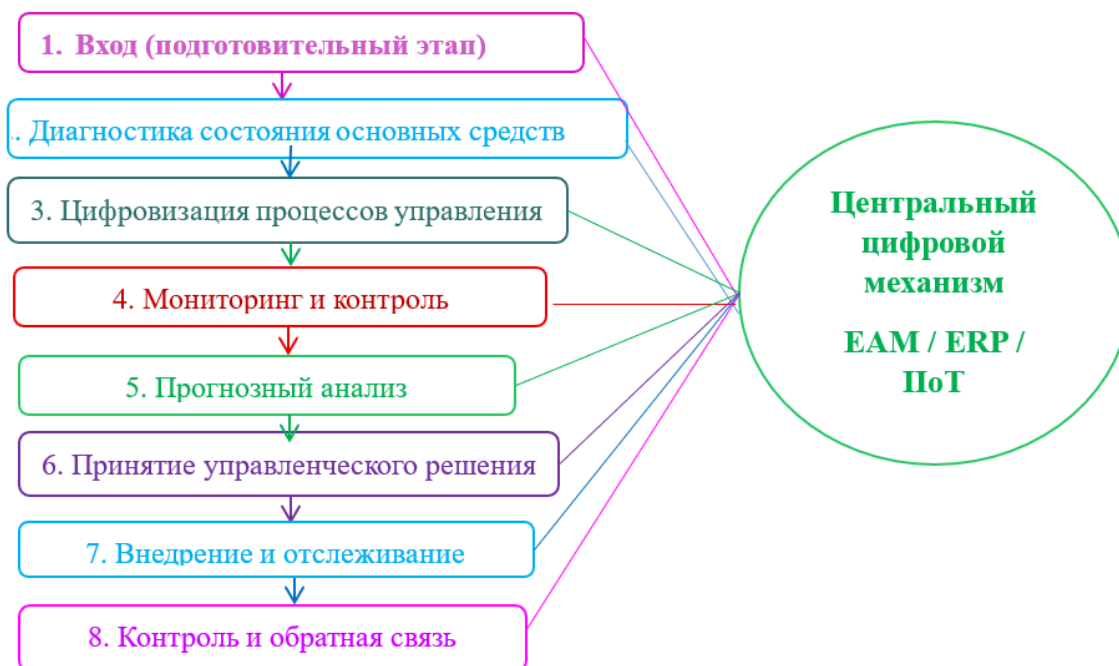 1. Вход (подготовительный этап)
. Диагностика состояния основных средств
3. Цифровизация процессов управления
4. Мониторинг и контроль
5. Прогнозный анализ
6. Принятие управленческого решения
7. Внедрение и отслеживание
8. Контроль и обратная связь
Центральный
цифровой
механизм
EAM / ERP /
IIoT